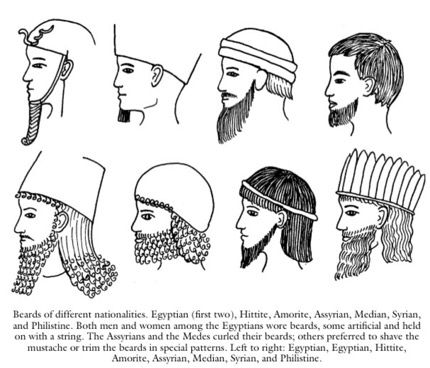 Beards of different nationalities. Egyptian (first two), Hittite, Amorite, Assyrian, Median, Syrian,
and Philistine. Both men and women among the Egyptians wore beards, some artificial and held
on with a string. The Assyrians and the Medes curled their beards; others preferred to shave the
mustache or trim the beards in special patterns. Left to right: Egyptian, Egyptian, Hittite,
Amorite, Assyrian, Median, Syrian, and Philistine.